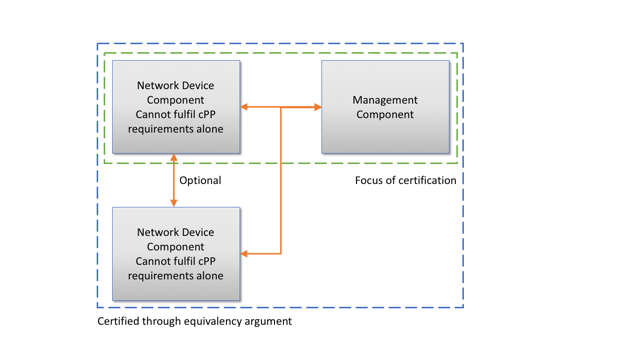 Network Device
Component
Cannot fulfil cPP
requirements alone
Management
Component
Optional
Focus of certification
Network Device
Component
Cannot fulfil cPP
requirements alone
Certified through equivalency argument